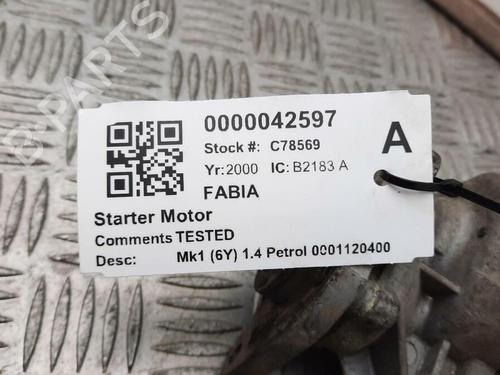 0000042597
Stock #: C78569
A
Yr:2000 IC: B2183 A
FABIA
Starter Motor
Comments TESTED
Desc: Mk1 (6Y) 1.4 Petrol 0001120400